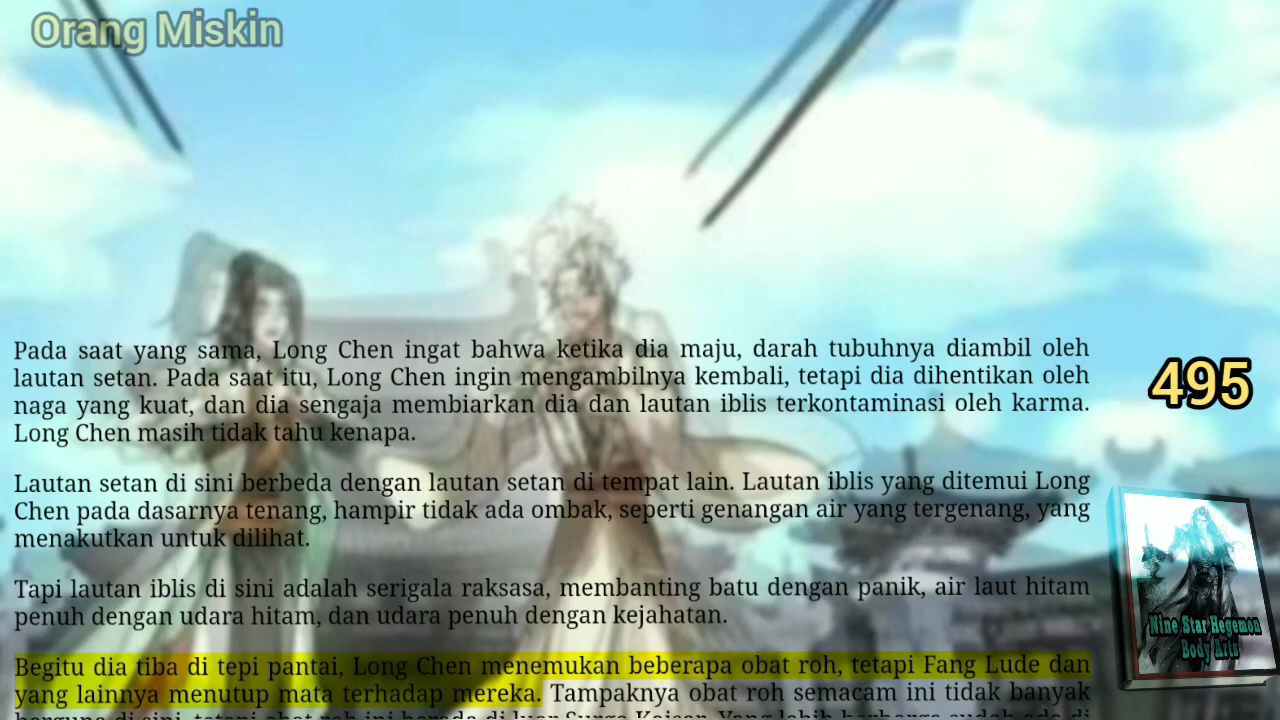 Orang Miskin
Pada saat yang sama, Long Chen ingat bahwa ketika dia maju, darah tubuhnya diambil oleh
lautan setan. Pada saat itu, Long Chen ingin mengambilnya kembali, tetapi dia dihentikan oleh
naga yang kuat, dan dia sengaja membiarkan dia dan lautan iblis terkontaminasi oleh karma.
Long Chen masih tidak tahu kenapa.
495
Lautan setan di sini berbeda dengan lautan setan di tempat lain. Lautan iblis yang ditemui Long
Chen pada dasarnya tenang, hampir tidak ada ombak, seperti genangan air yang tergenang, yang
menakutkan untuk dilihat.
Tapi lautan iblis di sini adalah serigala raksasa, membanting batu dengan panik, air laut hitam
penuh dengan udara hitam, dan udara penuh dengan kejahatan.
Nine Star Hegemon
Body Arts
Begitu dia tiba di tepi pantai, Long Chen menemukan beberapa obat roh, tetapi Fang Lude dan
yang lainnya menutup mata terhadap mereka. Tampaknya obat roh semacam ini tidak banyak